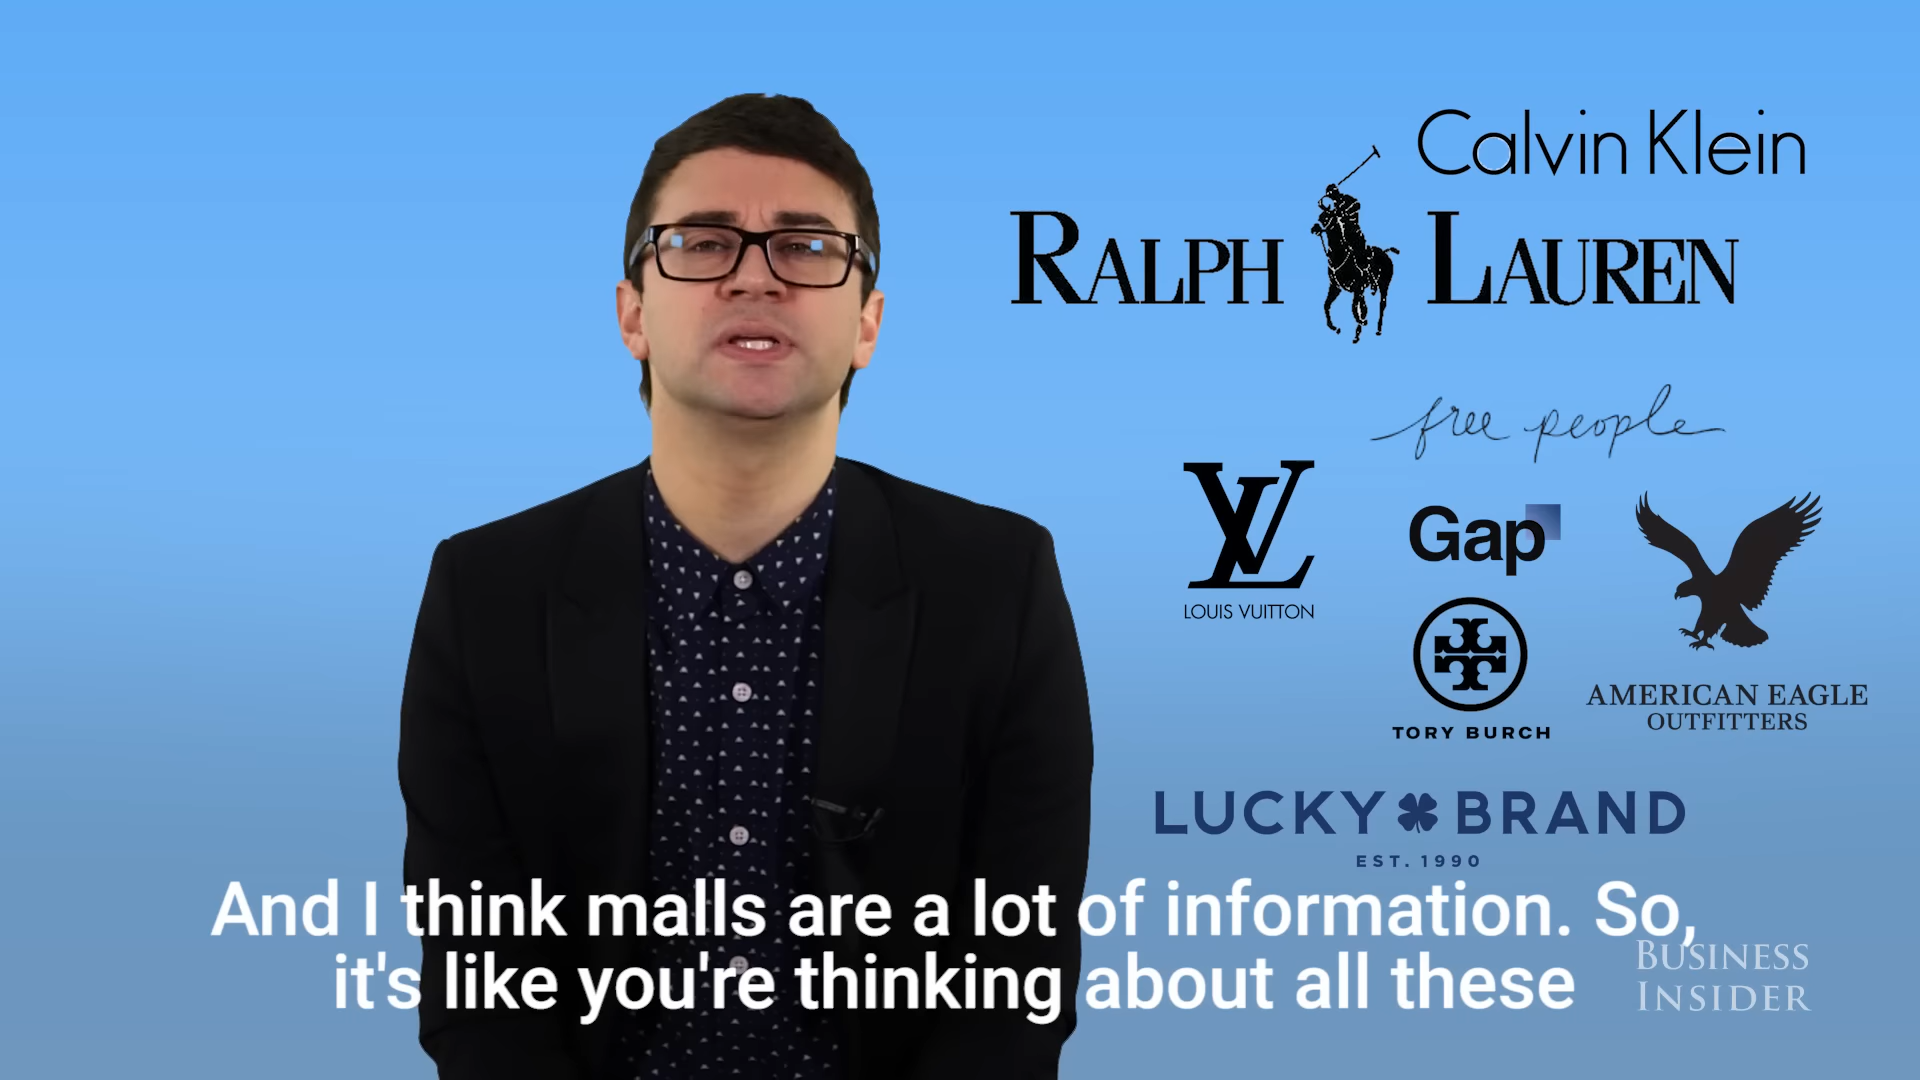 Calvin Klein
RALPH LAUREN
free people
LV
LOUIS VUITTON
Gap
TORY BURCH
AMERICAN EAGLE
OUTFITTERS
LUCKY BRAND
EST. 1990
And I think malls are a lot of information. So,
it's like you're thinking about all these
BUSINESS
INSIDER